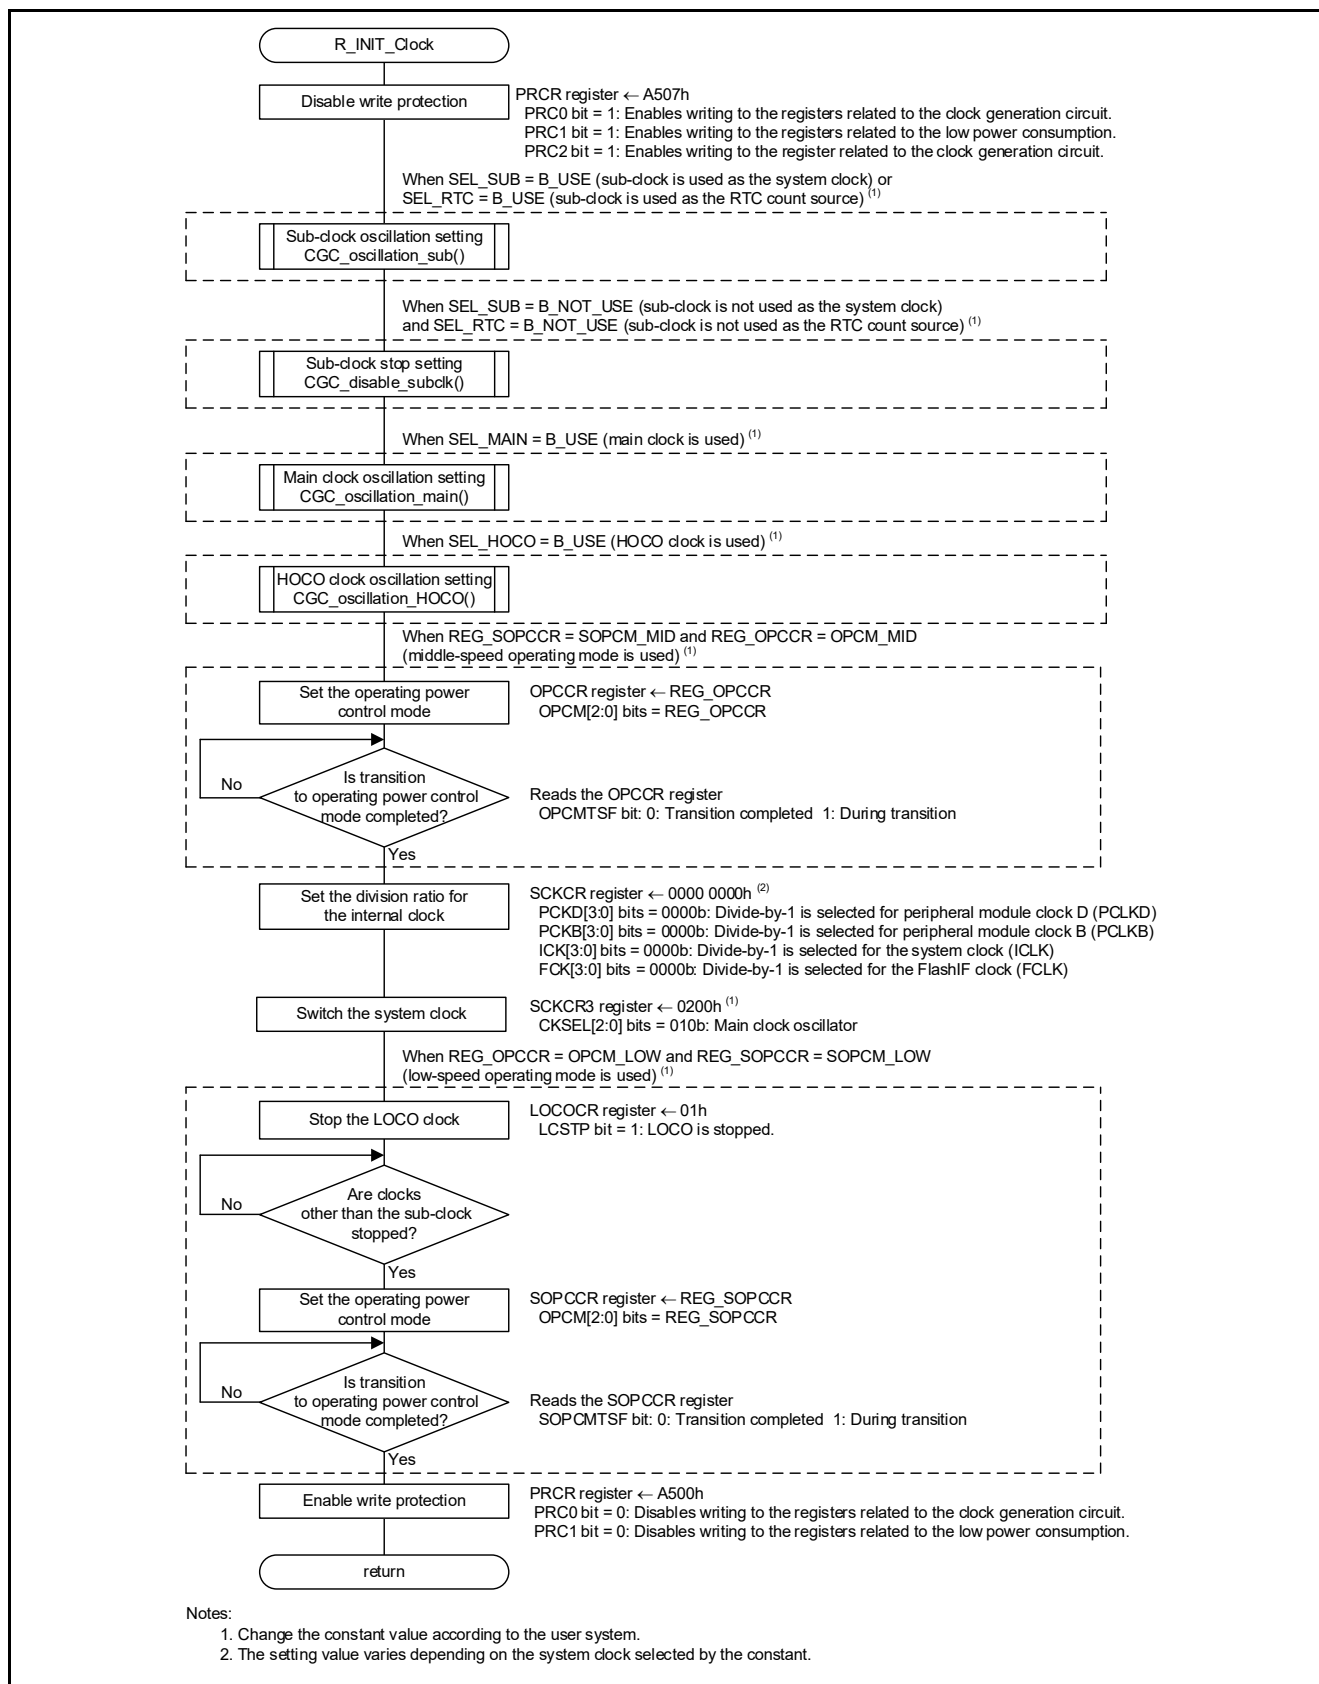 R_INIT_Clock
Disable write protection
PRCR register ← A507h
PRC0 bit = 1: Enables writing to the registers related to the clock generation circuit.
PRC1 bit = 1: Enables writing to the registers related to the low power consumption.
PRC2 bit = 1: Enables writing to the register related to the clock generation circuit.
When SEL_SUB = B_USE (sub-clock is used as the system clock) or
SEL_RTC = B_USE (sub-clock is used as the RTC count source) (1)
Sub-clock oscillation setting
CGC_oscillation_sub()
When SEL_SUB = B_NOT_USE (sub-clock is not used as the system clock)
and SEL_RTC = B_NOT_USE (sub-clock is not used as the RTC count source) (1)
Sub-clock stop setting
CGC_disable_subclk()
When SEL_MAIN = B_USE (main clock is used) (1)
Main clock oscillation setting
CGC_oscillation_main()
When SEL_HOCO = B_USE (HOCO clock is used) (1)
HOCO clock oscillation setting
CGC_oscillation_HOCO()
When REG_SOPCCR = SOPCM_MID and REG_OPCCR = OPCM_MID
(middle-speed operating mode is used) (1)
Set the operating power
control mode
OPCCR register ← REG_OPCCR
OPCM[2:0] bits = REG_OPCCR
No
Is transition
to operating power control
mode completed?
Reads the OPCCR register
OPCMTSF bit: 0: Transition completed 1: During transition
Yes
Set the division ratio for
the internal clock
SCKCR register ← 0000 0000h (2)
PCKD[3:0] bits = 0000b: Divide-by-1 is selected for peripheral module clock D (PCLKD)
PCKB[3:0] bits = 0000b: Divide-by-1 is selected for peripheral module clock B (PCLKB)
ICK[3:0] bits = 0000b: Divide-by-1 is selected for the system clock (ICLK)
FCK[3:0] bits = 0000b: Divide-by-1 is selected for the FlashIF clock (FCLK)
Switch the system clock
SCKCR3 register ← 0200h (1)
CKSEL[2:0] bits = 010b: Main clock oscillator
When REG_OPCCR = OPCM_LOW and REG_SOPCCR = SOPCM_LOW
(low-speed operating mode is used) (1)
Stop the LOCO clock
LOCOCR register ← 01h
LCSTP bit = 1: LOCO is stopped.
No
Are clocks
other than the sub-clock
stopped?
Yes
Set the operating power
control mode
SOPCCR register ← REG_SOPCCR
OPCM[2:0] bits = REG_SOPCCR
No
Is transition
to operating power control
mode completed?
Reads the SOPCCR register
SOPCMTSF bit: 0: Transition completed 1: During transition
Yes
Enable write protection
PRCR register ← A500h
PRC0 bit = 0: Disables writing to the registers related to the clock generation circuit.
PRC1 bit = 0: Disables writing to the registers related to the low power consumption.
return
Notes:
1. Change the constant value according to the user system.
2. The setting value varies depending on the system clock selected by the constant.